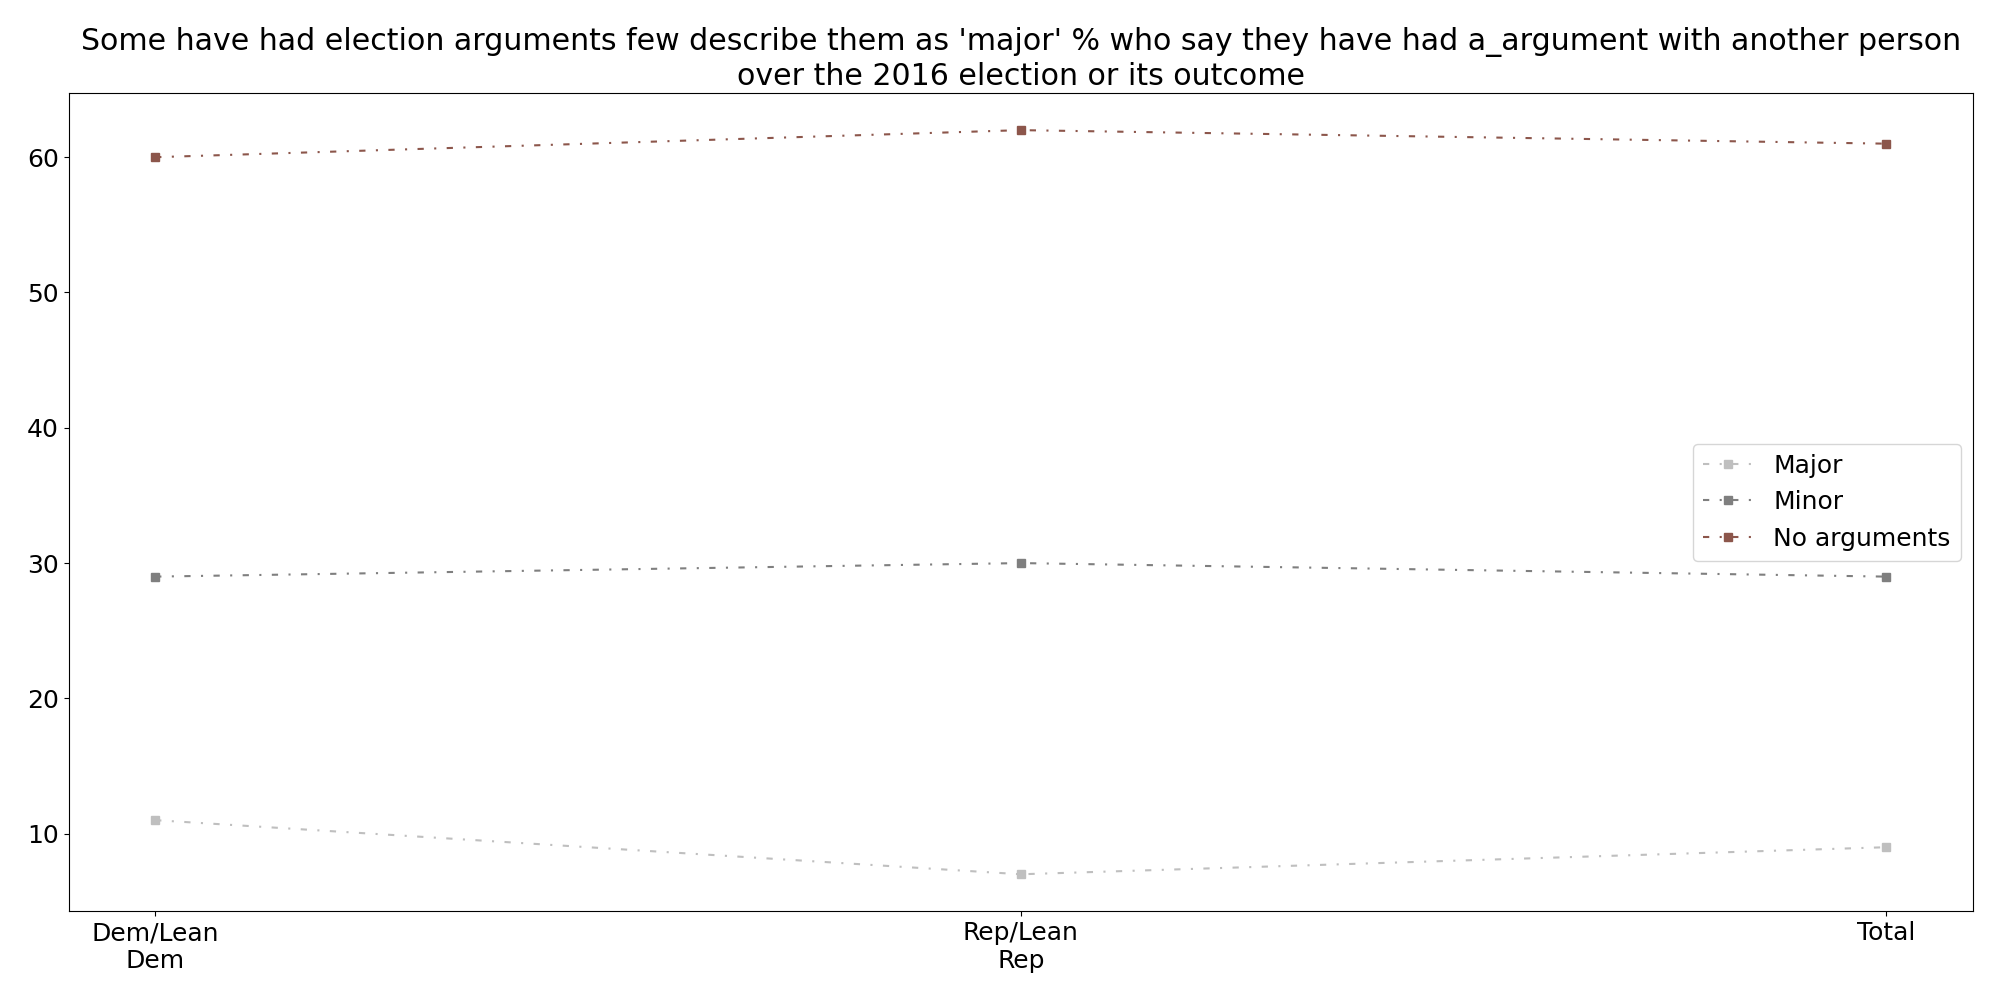 Some have had election arguments few describe them as 'major' % who say they have had a_argument with another person
over the 2016 election or its outcome
60
50
40
30
20
10
Major
Minor
No arguments
Dem/Lean
Dem
Rep/Lean
Rep
Total